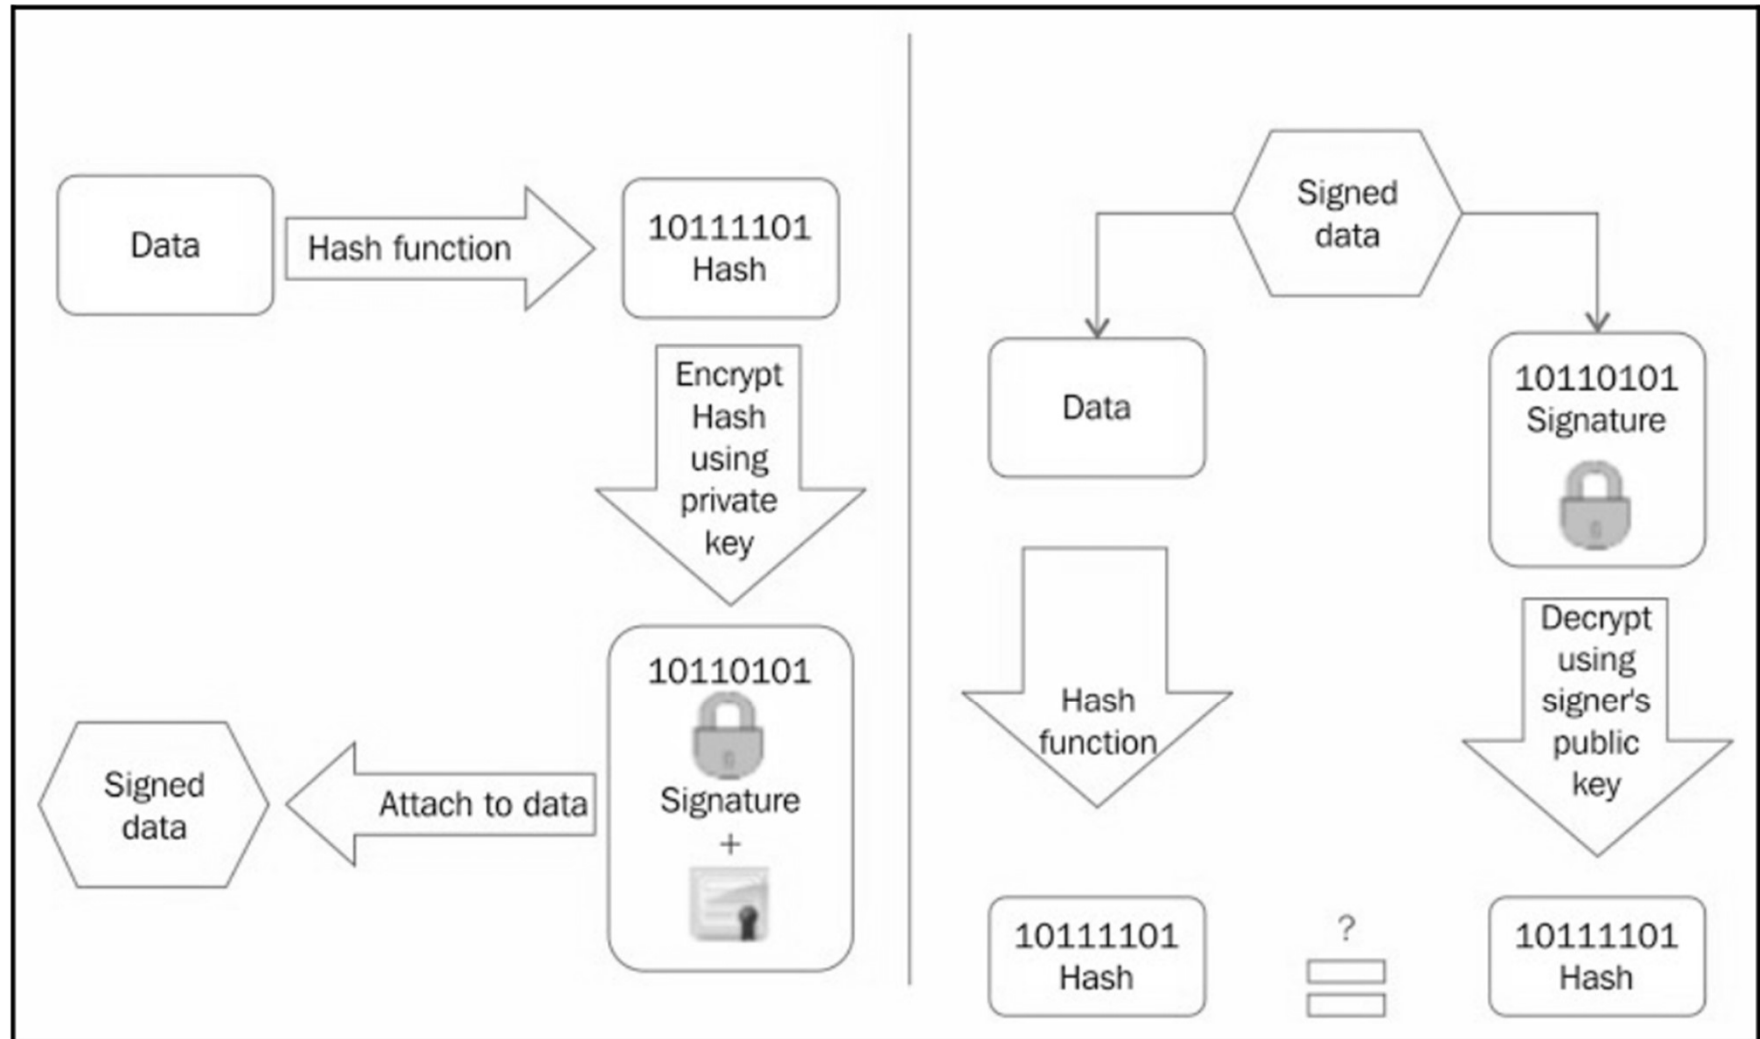 Data
Hash function
10111101
Hash
Encrypt
Hash
using
private
key
10110101
Signature
+
Attach to data
Signed
data
Signed
data
Data
10110101
Signature
Hash
function
Decrypt
using
signer's
public
key
10111101
Hash
?
10111101
Hash